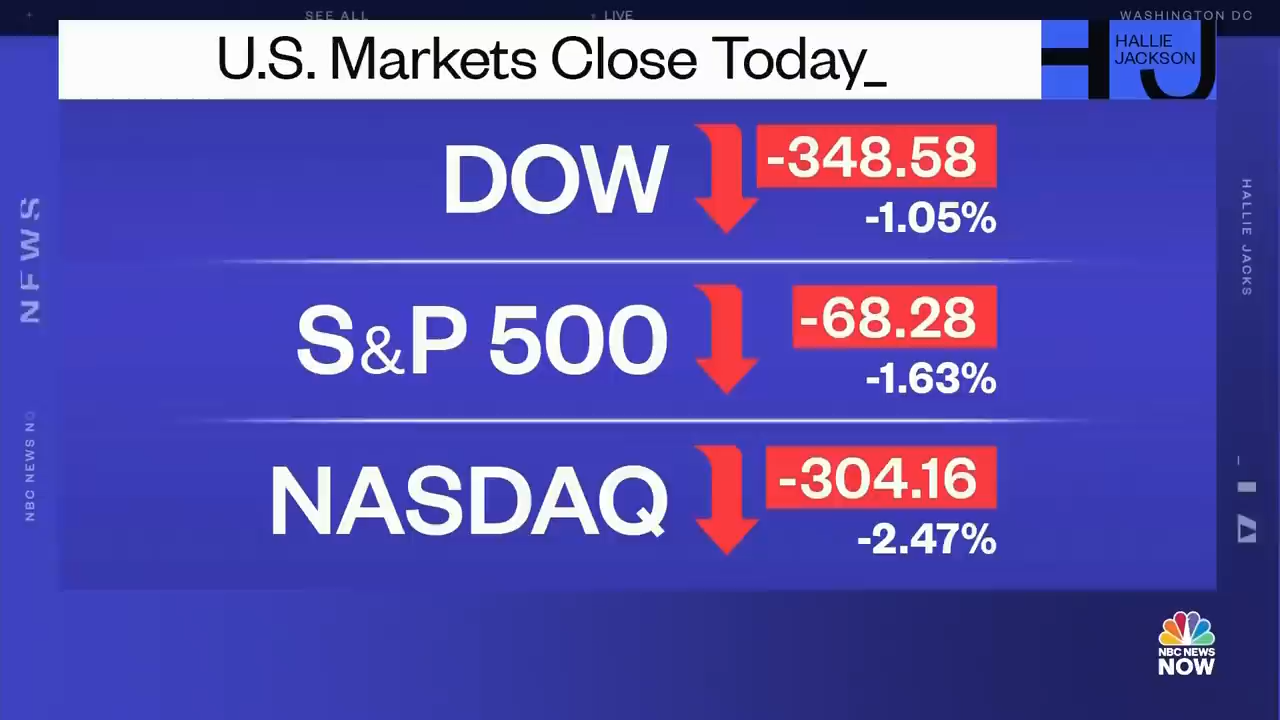 SEE ALL
LIVE
WASHINGTON DC
U.S. Markets Close Today_
HALLIE
JACKSON
DOW
-348.58
-1.05%
S&P 500
-68.28
-1.63%
NASDAQ
-304.16
-2.47%
NEWS
NBC NEWS NO
HALLIE JACKS
NBC NEWS
NOW